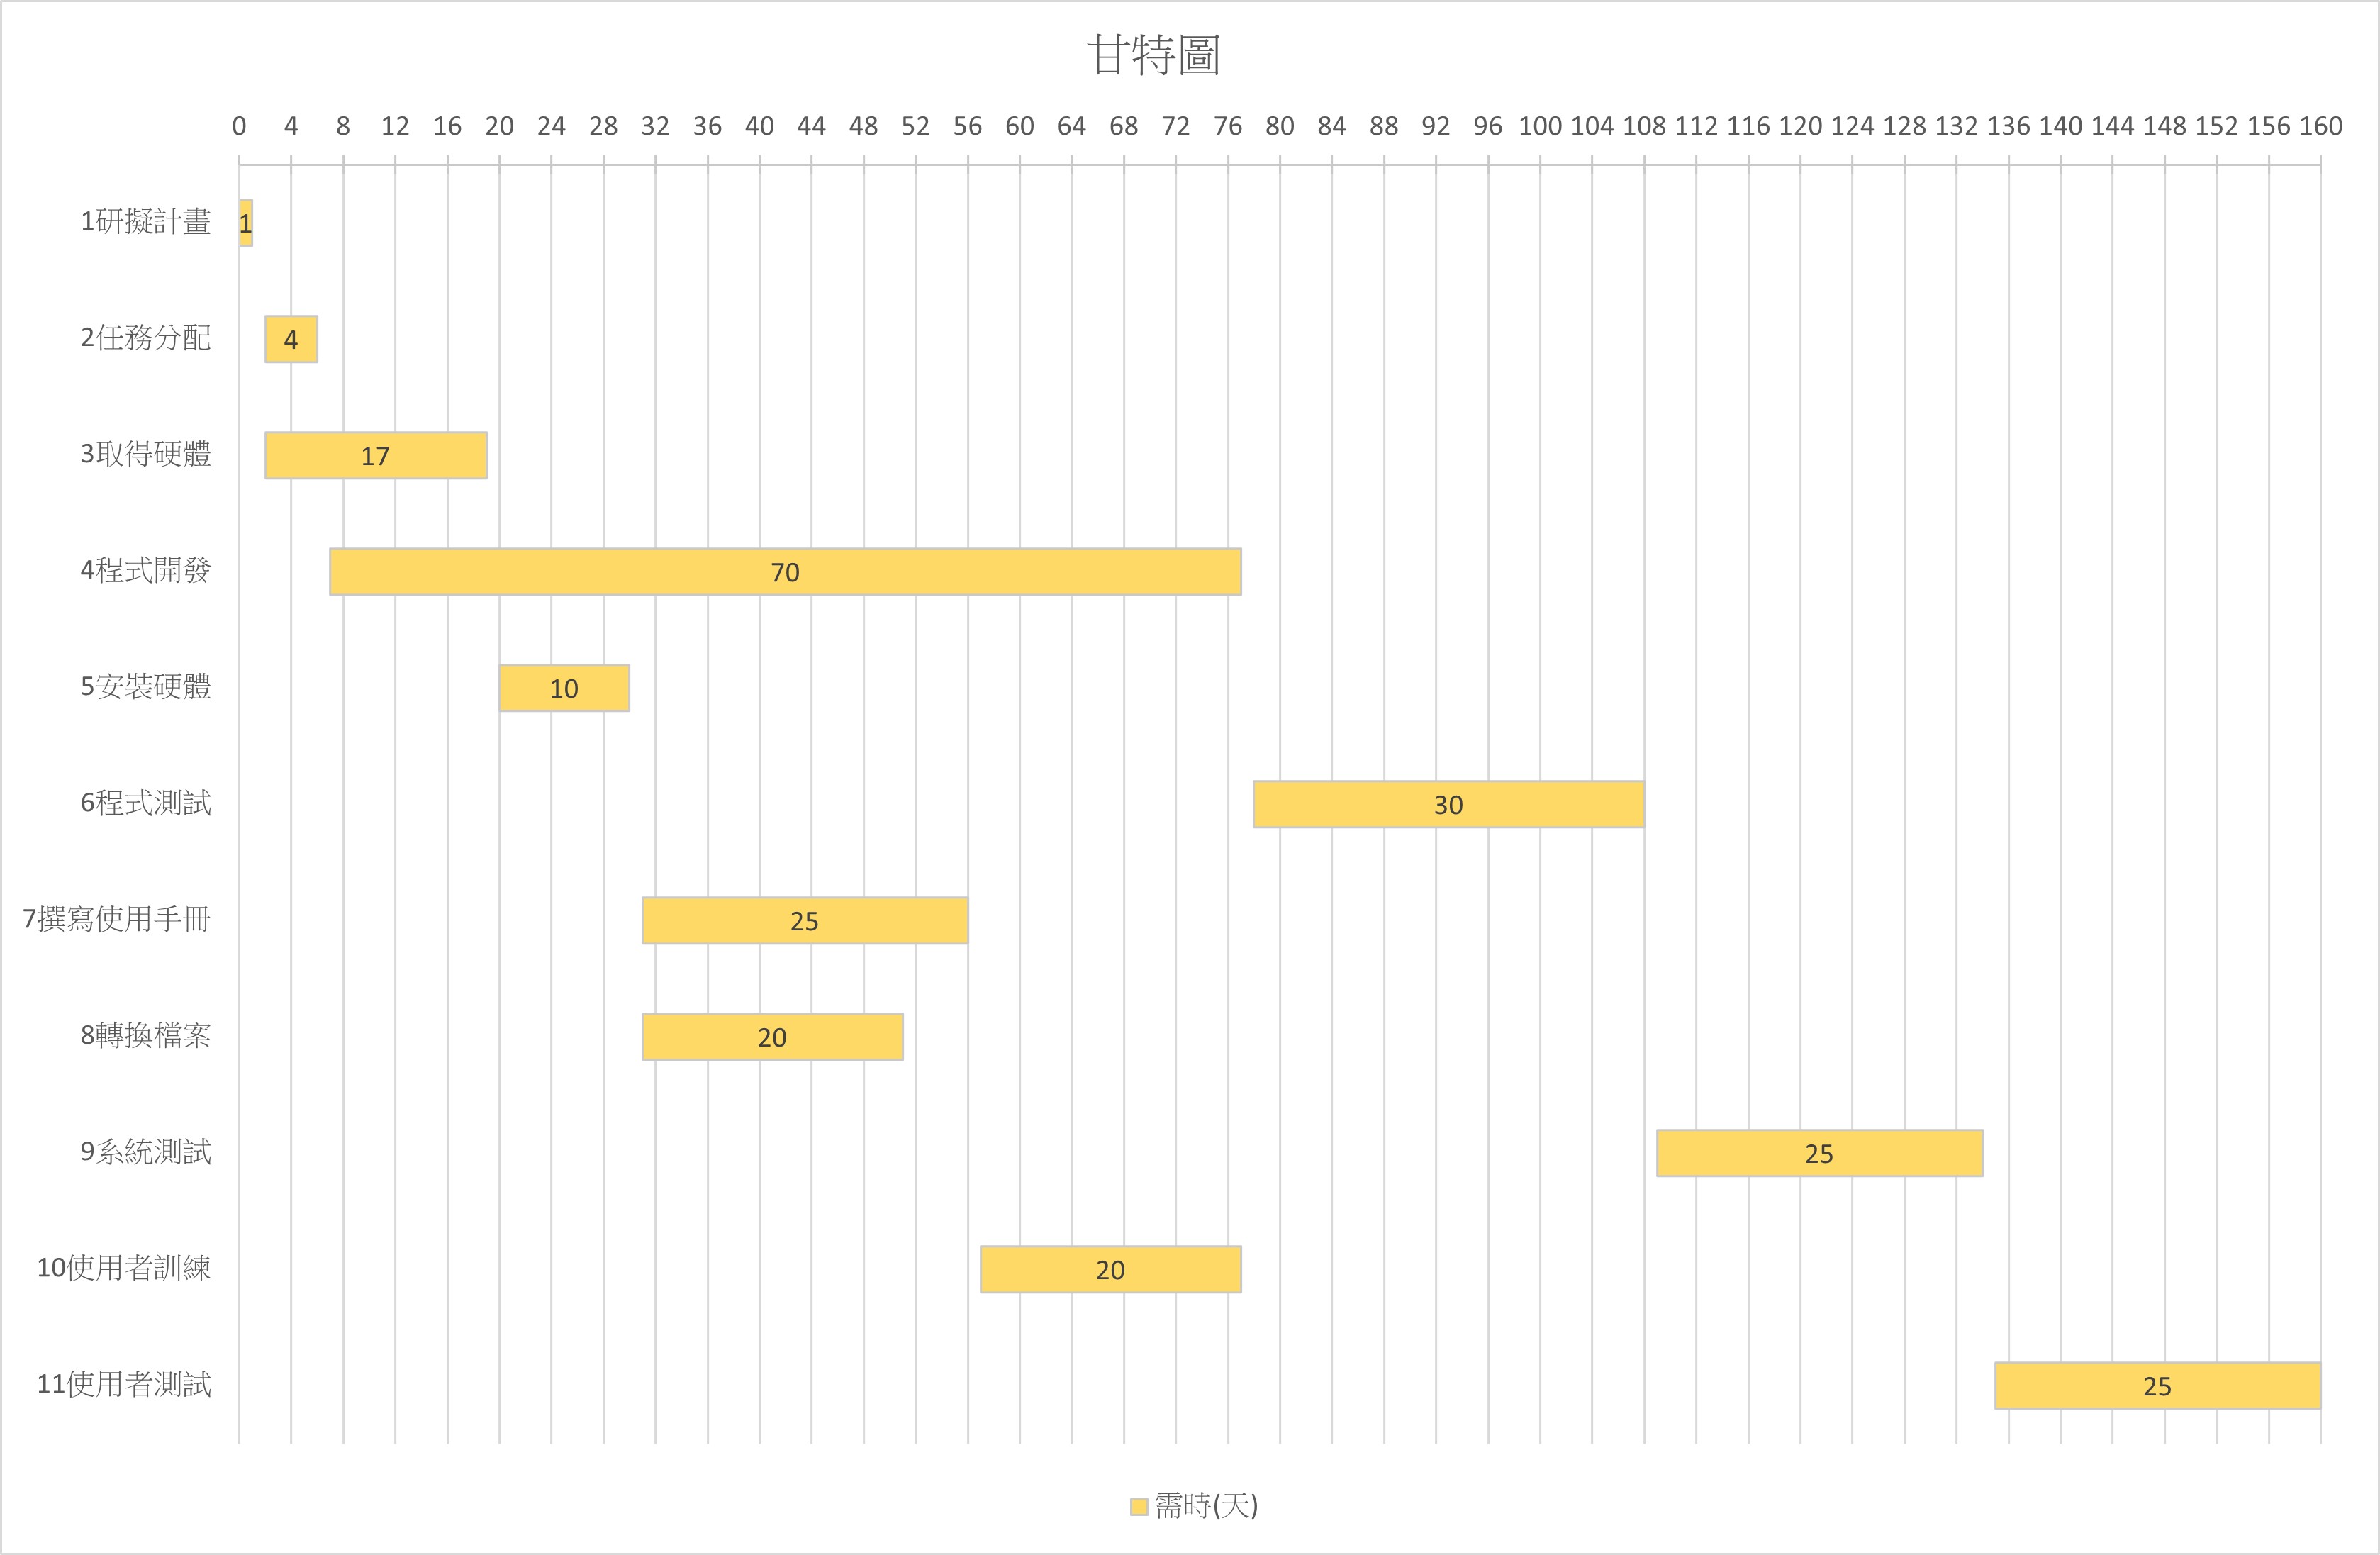 甘特圖
0 4 8 12 16 20 24 28 32 36 40 44 48 52 56 60 64 68 72 76 80 84 88 92 96 100 104 108 112 116 120 124 128 132 136 140 144 148 152 156 160
1研擬計畫 1
2任務分配 4
3取得硬體 17
4程式開發 70
5安裝硬體 10
6程式測試 30
7撰寫使用手冊 25
8轉換檔案 20
9系統測試 25
10使用者訓練 20
11使用者測試 25
需時(天)